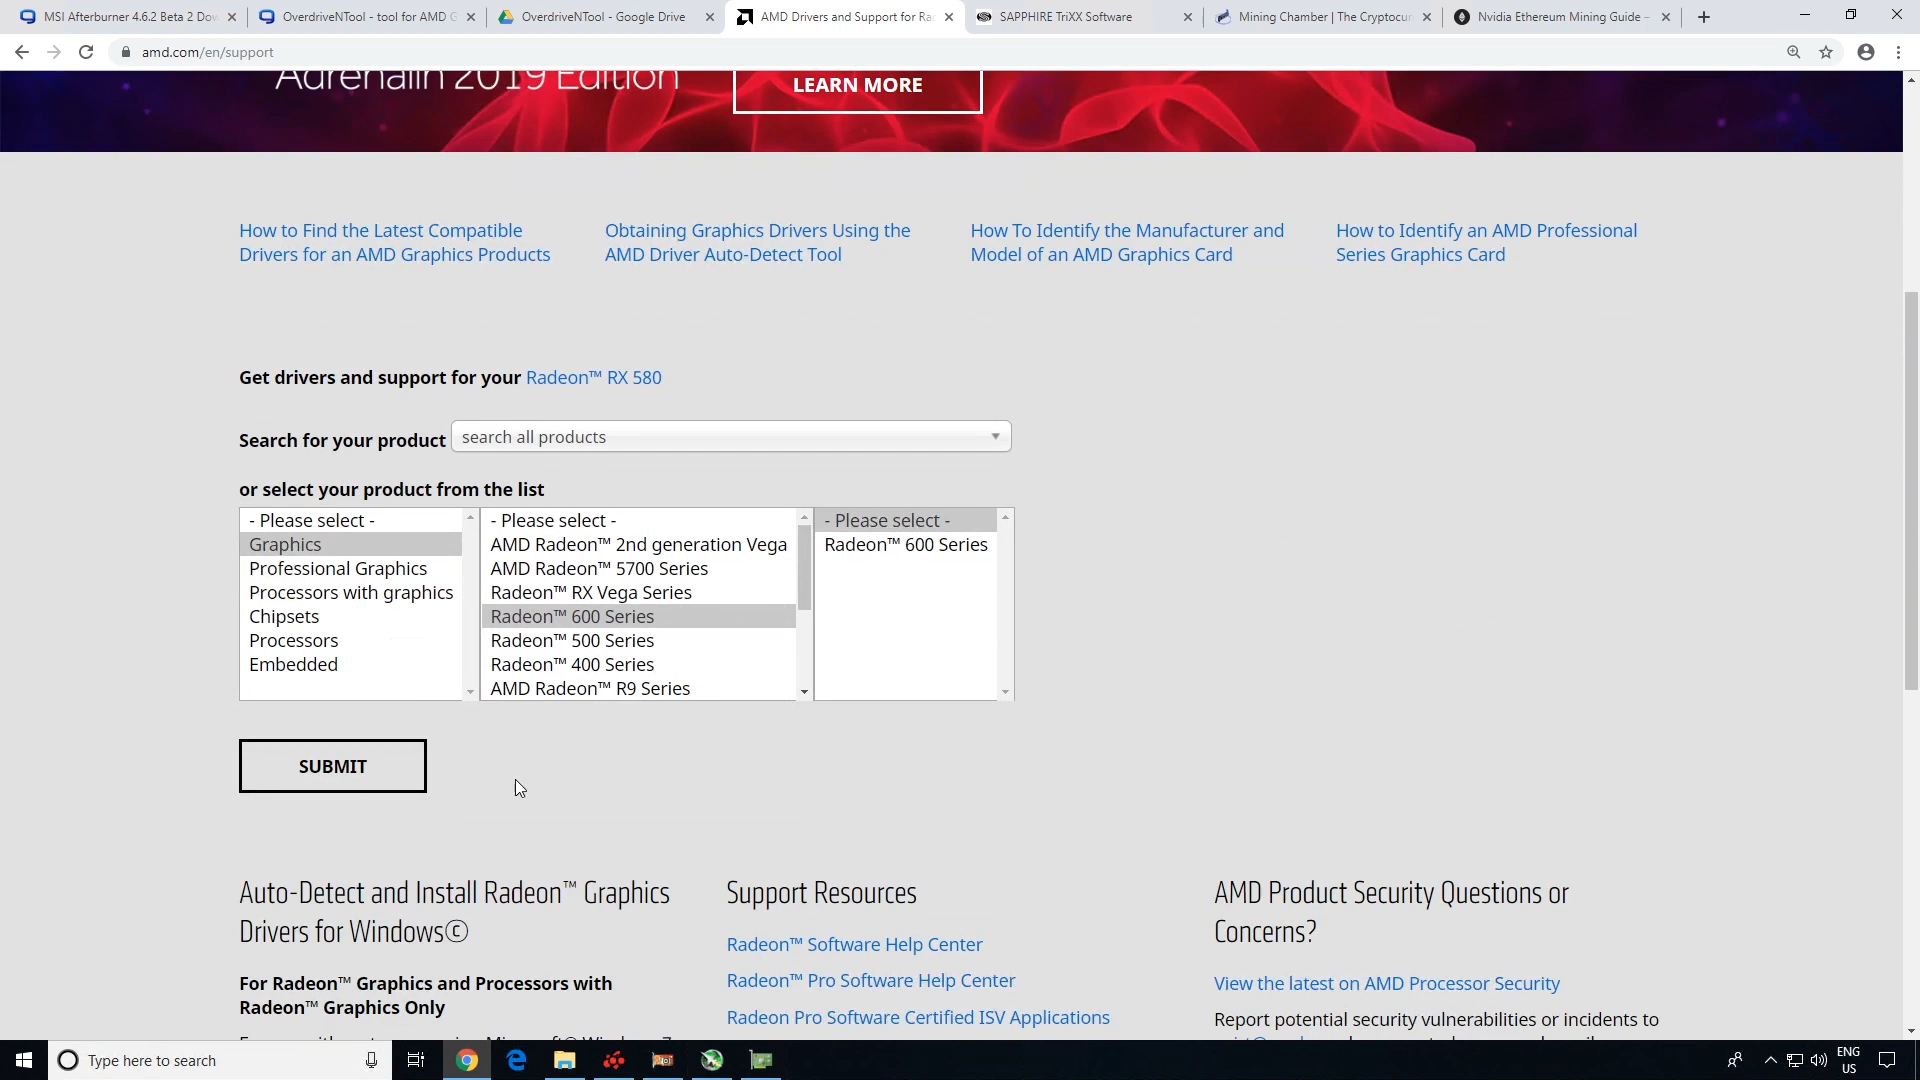 MSI Afterburner 4.6.2 Beta 2 Dow
OverdriveNTool - tool for AMD G
OverdriveNTool - Google Drive
AMD Drivers and Support for Ra
SAPPHIRE TriXX Software
Mining Chamber | The Cryptocur
Nvidia Ethereum Mining Guide -
amd.com/en/support
Adrenalin 2019 Edition
LEARN MORE
How to Find the Latest Compatible
Drivers for an AMD Graphics Products
Obtaining Graphics Drivers Using the
AMD Driver Auto-Detect Tool
How To Identify the Manufacturer and
Model of an AMD Graphics Card
How to Identify an AMD Professional
Series Graphics Card
Get drivers and support for your Radeon™ RX 580
Search for your product search all products
or select your product from the list
- Please select -
Graphics
Professional Graphics
Processors with graphics
Chipsets
Processors
Embedded
- Please select -
AMD Radeon™ 2nd generation Vega
AMD Radeon™ 5700 Series
Radeon™ RX Vega Series
Radeon™ 600 Series
Radeon™ 500 Series
Radeon™ 400 Series
AMD Radeon™ R9 Series
- Please select -
Radeon™ 600 Series
SUBMIT
Auto-Detect and Install Radeon™ Graphics
Drivers for Windows©
For Radeon™ Graphics and Processors with
Radeon™ Graphics Only
Support Resources
Radeon™ Software Help Center
Radeon™ Pro Software Help Center
Radeon Pro Software Certified ISV Applications
AMD Product Security Questions or
Concerns?
View the latest on AMD Processor Security
Report potential security vulnerabilities or incidents to
Type here to search
ENG
US